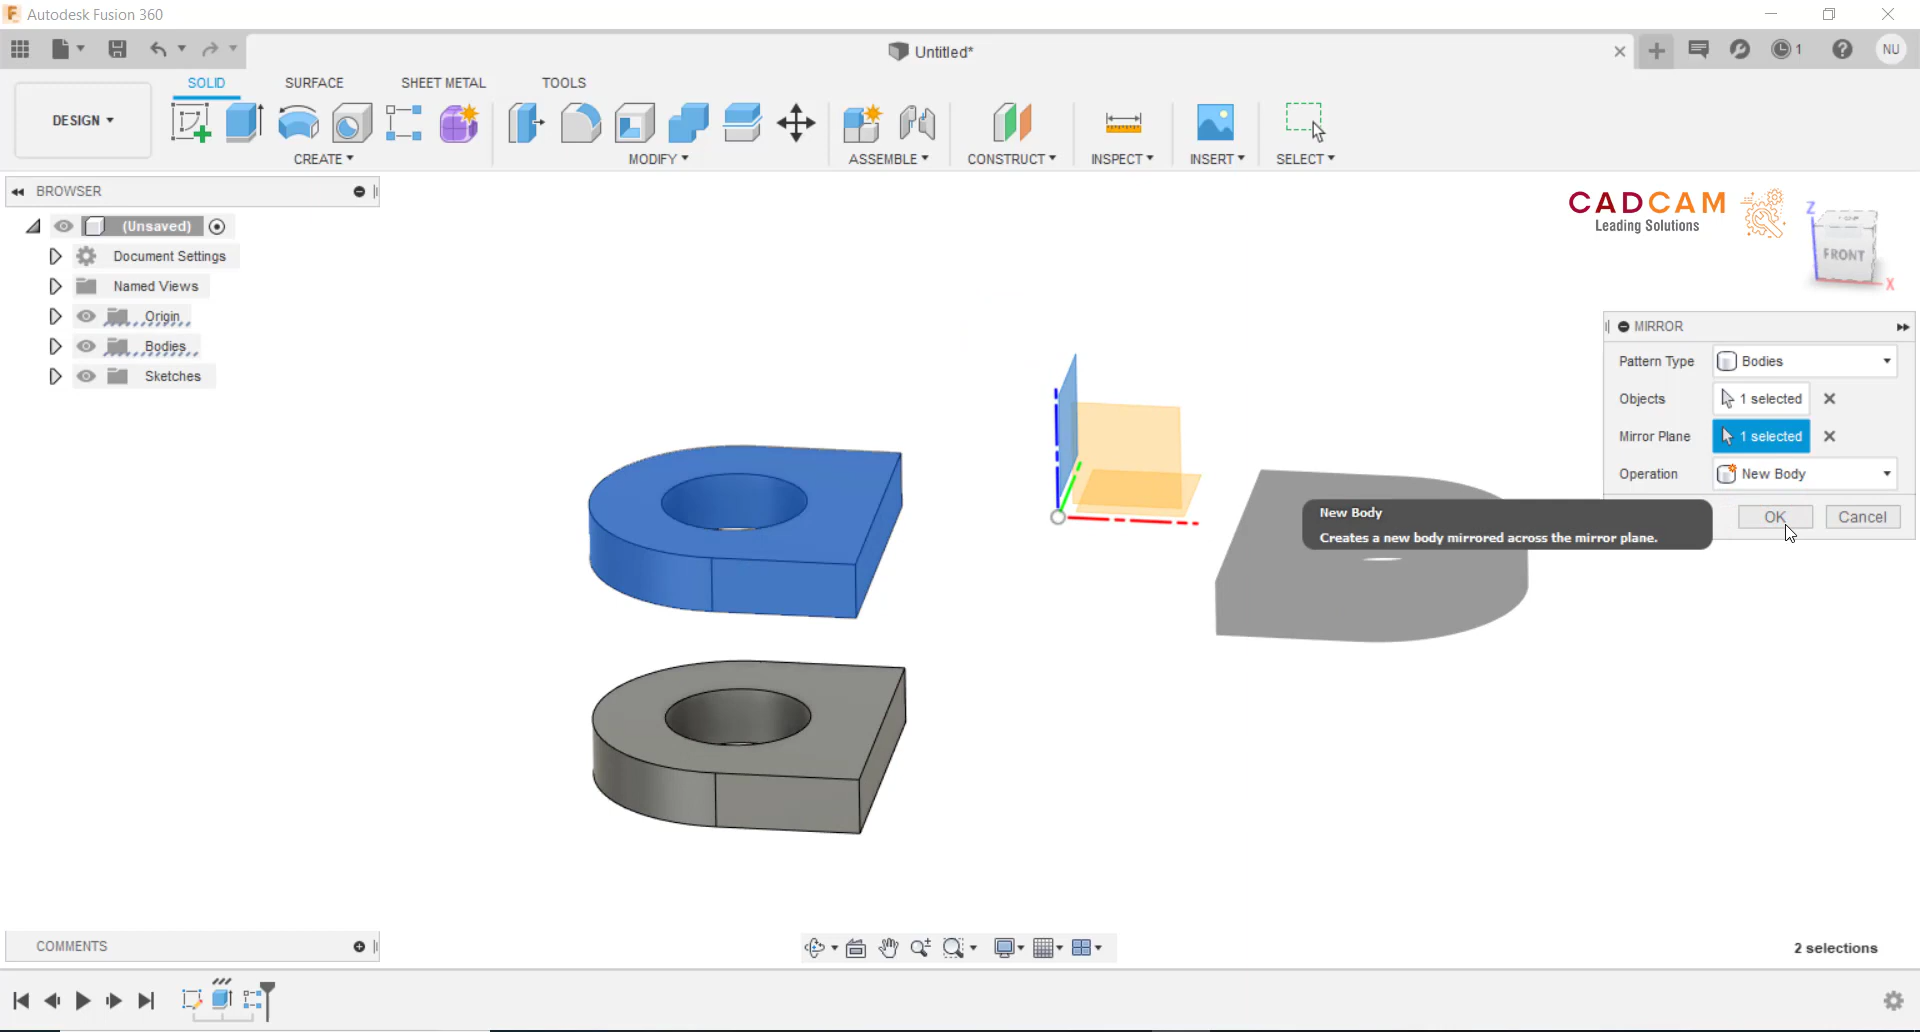 Autodesk Fusion 360
Untitled*
1
NU
DESIGN
SOLID
SURFACE
SHEET METAL
TOOLS
CREATE
MODIFY
ASSEMBLE
CONSTRUCT
INSPECT
INSERT
SELECT
BROWSER
(Unsaved)
Document Settings
Named Views
Origin
Bodies
Sketches
CADCAM
Leading Solutions
Z
FRONT
X
MIRROR
Pattern Type Bodies
Objects 1 selected
Mirror Plane 1 selected
Operation New Body
OK Cancel
New Body
Creates a new body mirrored across the mirror plane.
COMMENTS
2 selections